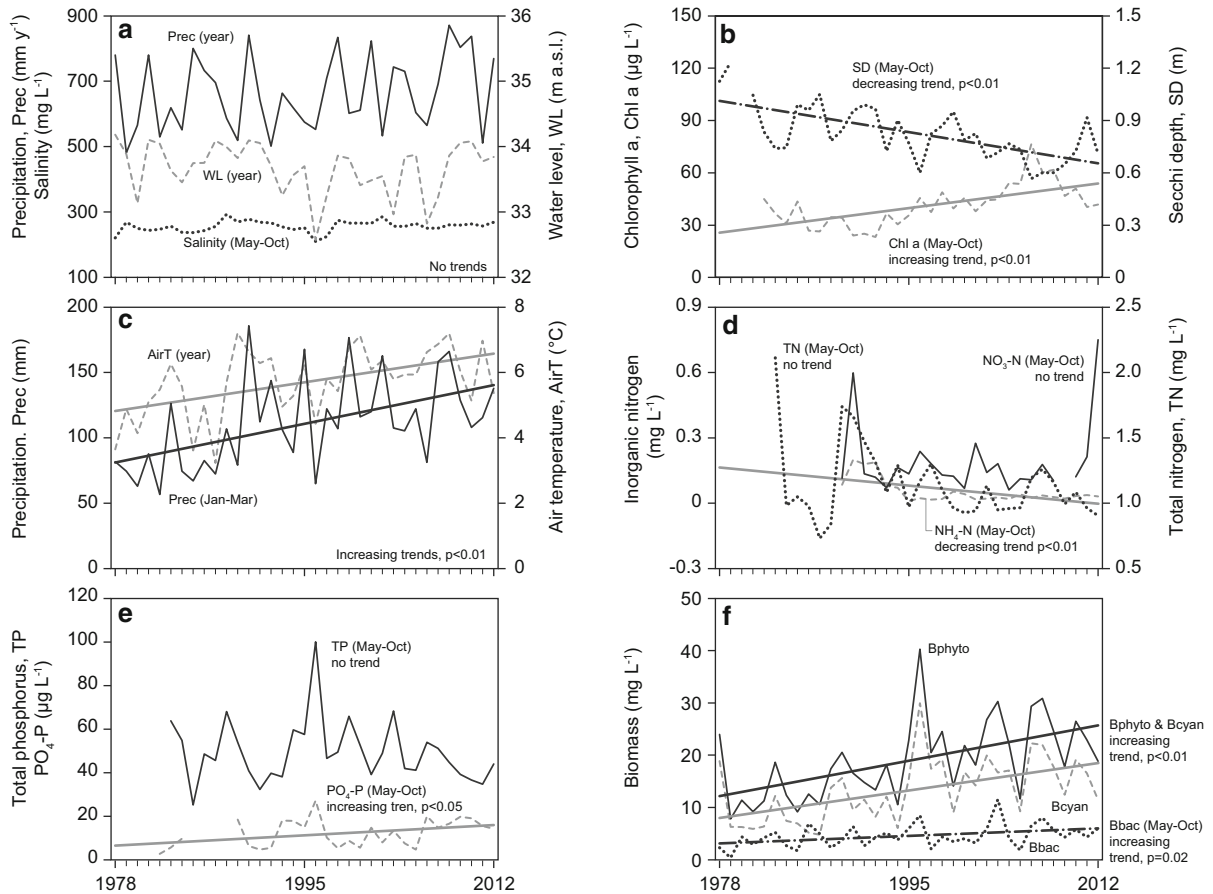 a
Precipitation, Prec (mm y-1)
Salinity (mg L-1)
900
700
500
300
100
Prec (year)
WL (year)
Salinity (May-Oct)
No trends
36
35
34
33
32
Water level, WL (m a.s.l.)
b
Chlorophyll a, Chl a (µg L-1)
150
120
90
60
30
0
SD (May-Oct)
decreasing trend, p<0.01
Chl a (May-Oct)
increasing trend, p<0.01
1.5
1.2
0.9
0.6
0.3
0
Secchi depth, SD (m)
c
Precipitation. Prec (mm)
200
150
100
50
0
AirT (year)
Prec (Jan-Mar)
Increasing trends, p<0.01
8
7
6
5
4
3
2
1
0
Air temperature, AirT (°C)
d
Inorganic nitrogen
(mg L-1)
0.9
0.6
0.3
0
-0.3
TN (May-Oct)
no trend
NO3-N (May-Oct)
no trend
NH4-N (May-Oct)
decreasing trend p<0.01
2.5
2.0
1.5
1.0
0.5
Total nitrogen, TN (mg L-1)
e
Total phosphorus, TP
PO4-P (µg L-1)
120
100
80
60
40
20
0
TP (May-Oct)
no trend
PO4-P (May-Oct)
increasing tren, p<0.05
1978
1995
2012
f
Biomass (mg L-1)
50
40
30
20
10
0
Bphyto
Bcyan
Bbac
Bphyto & Bcyan
increasing
trend, p<0.01
Bbac (May-Oct)
increasing
trend, p=0.02
1978
1995
2012